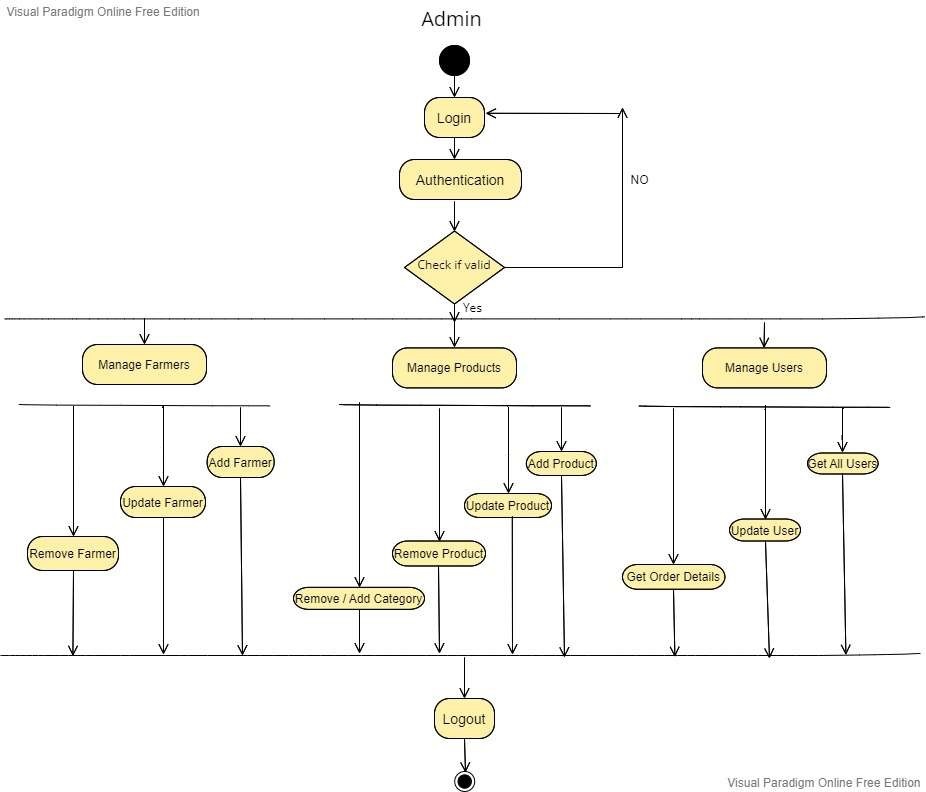 Visual Paradigm Online Free Edition
Admin
Login
Authentication
NO
Check if valid
Yes
Manage Farmers
Manage Products
Manage Users
Add Farmer
Add Product
Get All Users
Update Farmer
Update Product
Update User
Remove Farmer
Remove Product
Get Order Details
Remove / Add Category
Logout
Visual Paradigm Online Free Edition